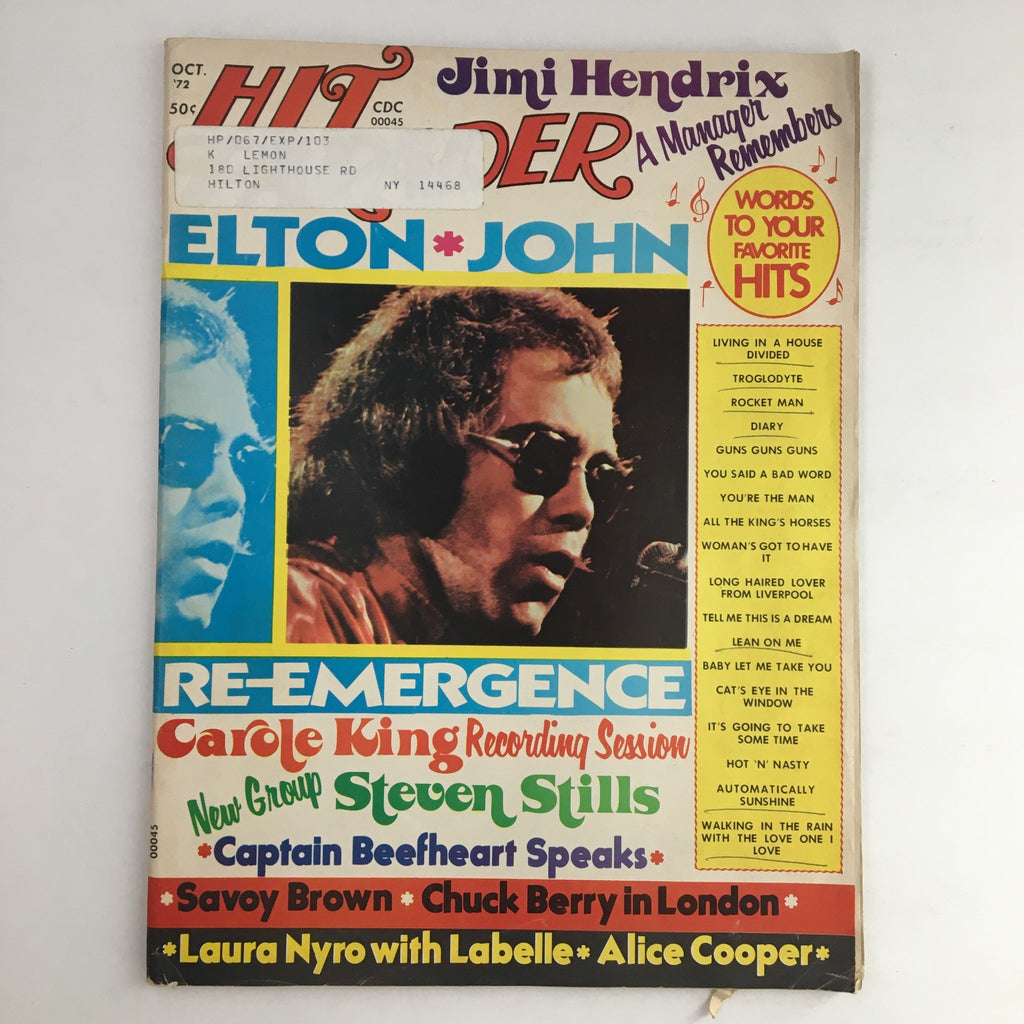 OCT.
'72
50¢
HIT
CDC
00045
DER
HP/067/EXP/103
K LEMON
180 LIGHTHOUSE RD
HILTON NY 14468
Jimi Hendrix
A Manager
Remembers
WORDS
TO YOUR
FAVORITE
HITS
ELTON * JOHN
LIVING IN A HOUSE
DIVIDED
TROGLODYTE
ROCKET MAN
DIARY
GUNS GUNS GUNS
YOU SAID A BAD WORD
YOU'RE THE MAN
ALL THE KING'S HORSES
WOMAN'S GOT TO HAVE
IT
LONG HAIRED LOVER
FROM LIVERPOOL
TELL ME THIS IS A DREAM
LEAN ON ME
BABY LET ME TAKE YOU
CAT'S EYE IN THE
WINDOW
IT'S GOING TO TAKE
SOME TIME
HOT 'N' NASTY
AUTOMATICALLY
SUNSHINE
WALKING IN THE RAIN
WITH THE LOVE ONE I
LOVE
RE-EMERGENCE
Carole King Recording Session
New Group Steven Stills
*Captain Beefheart Speaks*
00045
*Savoy Brown * Chuck Berry in London *
*Laura Nyro with Labelle* Alice Cooper*